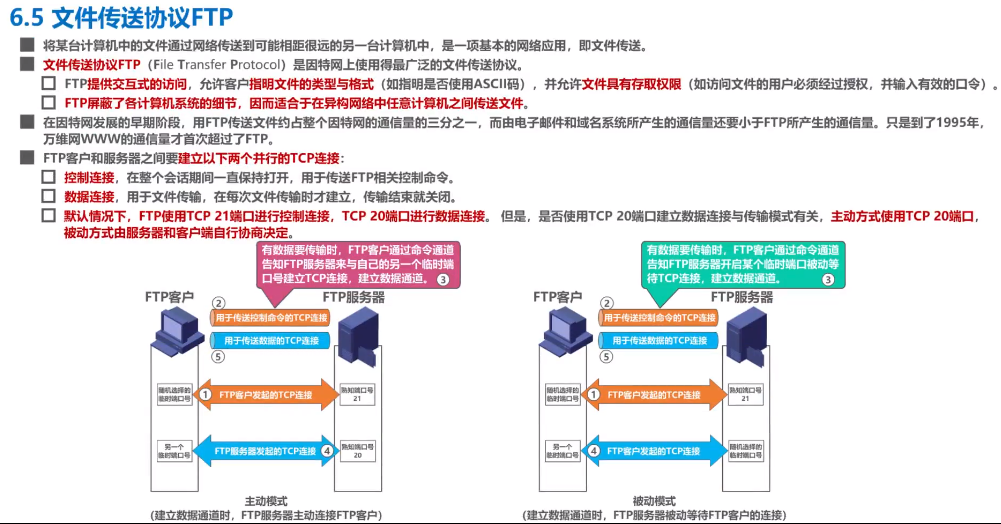 6.5 文件传送协议FTP
将某台计算机中的文件通过网络传送到可能相距很远的另一台计算机中，是一项基本的网络应用，即文件传送。
文件传送协议FTP（File Transfer Protocol）是因特网上使用得最广泛的文件传送协议。
FTP提供交互式的访问，允许客户指明文件的类型与格式（如指明是否使用ASCII码），并允许文件具有存取权限（如访问文件的用户必须经过授权，并输入有效的口令）。
FTP屏蔽了各计算机系统的细节，因而适合于在异构网络中任意计算机之间传送文件。
在因特网发展的早期阶段，用FTP传送文件约占整个因特网的通信量的三分之一，而由电子邮件和域名系统所产生的通信量还要小于FTP所产生的通信量。只是到了1995年，
万维网WWW的通信量才首次超过了FTP。
FTP客户和服务器之间要建立以下两个并行的TCP连接：
控制连接，在整个会话期间一直保持打开，用于传送FTP相关控制命令。
数据连接，用于文件传输，在每次文件传输时才建立，传输结束就关闭。
默认情况下，FTP使用TCP 21端口进行控制连接，TCP 20端口进行数据连接。 但是，是否使用TCP 20端口建立数据连接与传输模式有关，主动方式使用TCP 20端口，
被动方式由服务器和客户端自行协商决定。
有数据要传输时，FTP客户通过命令通道
告知FTP服务器来与自己的另一个临时端
口号建立TCP连接，建立数据通道。 ③
FTP客户
FTP服务器
②
用于传送控制命令的TCP连接
用于传送数据的TCP连接
⑤
随机选择的
临时端口号
① FTP客户发起的TCP连接
熟知端口号
21
另一个
临时端口号
FTP服务器发起的TCP连接 ④
熟知端口号
20
主动模式
（建立数据通道时，FTP服务器主动连接FTP客户）
有数据要传输时，FTP客户通过命令通道
告知FTP服务器开启某个临时端口被动等
待TCP连接，建立数据通道。 ③
FTP客户
FTP服务器
②
用于传送控制命令的TCP连接
用于传送数据的TCP连接
⑤
随机选择的
临时端口号
① FTP客户发起的TCP连接
熟知端口号
21
另一个
临时端口号
④ FTP客户发起的TCP连接
随机选择的
临时端口号
被动模式
（建立数据通道时，FTP服务器被动等待FTP客户的连接）